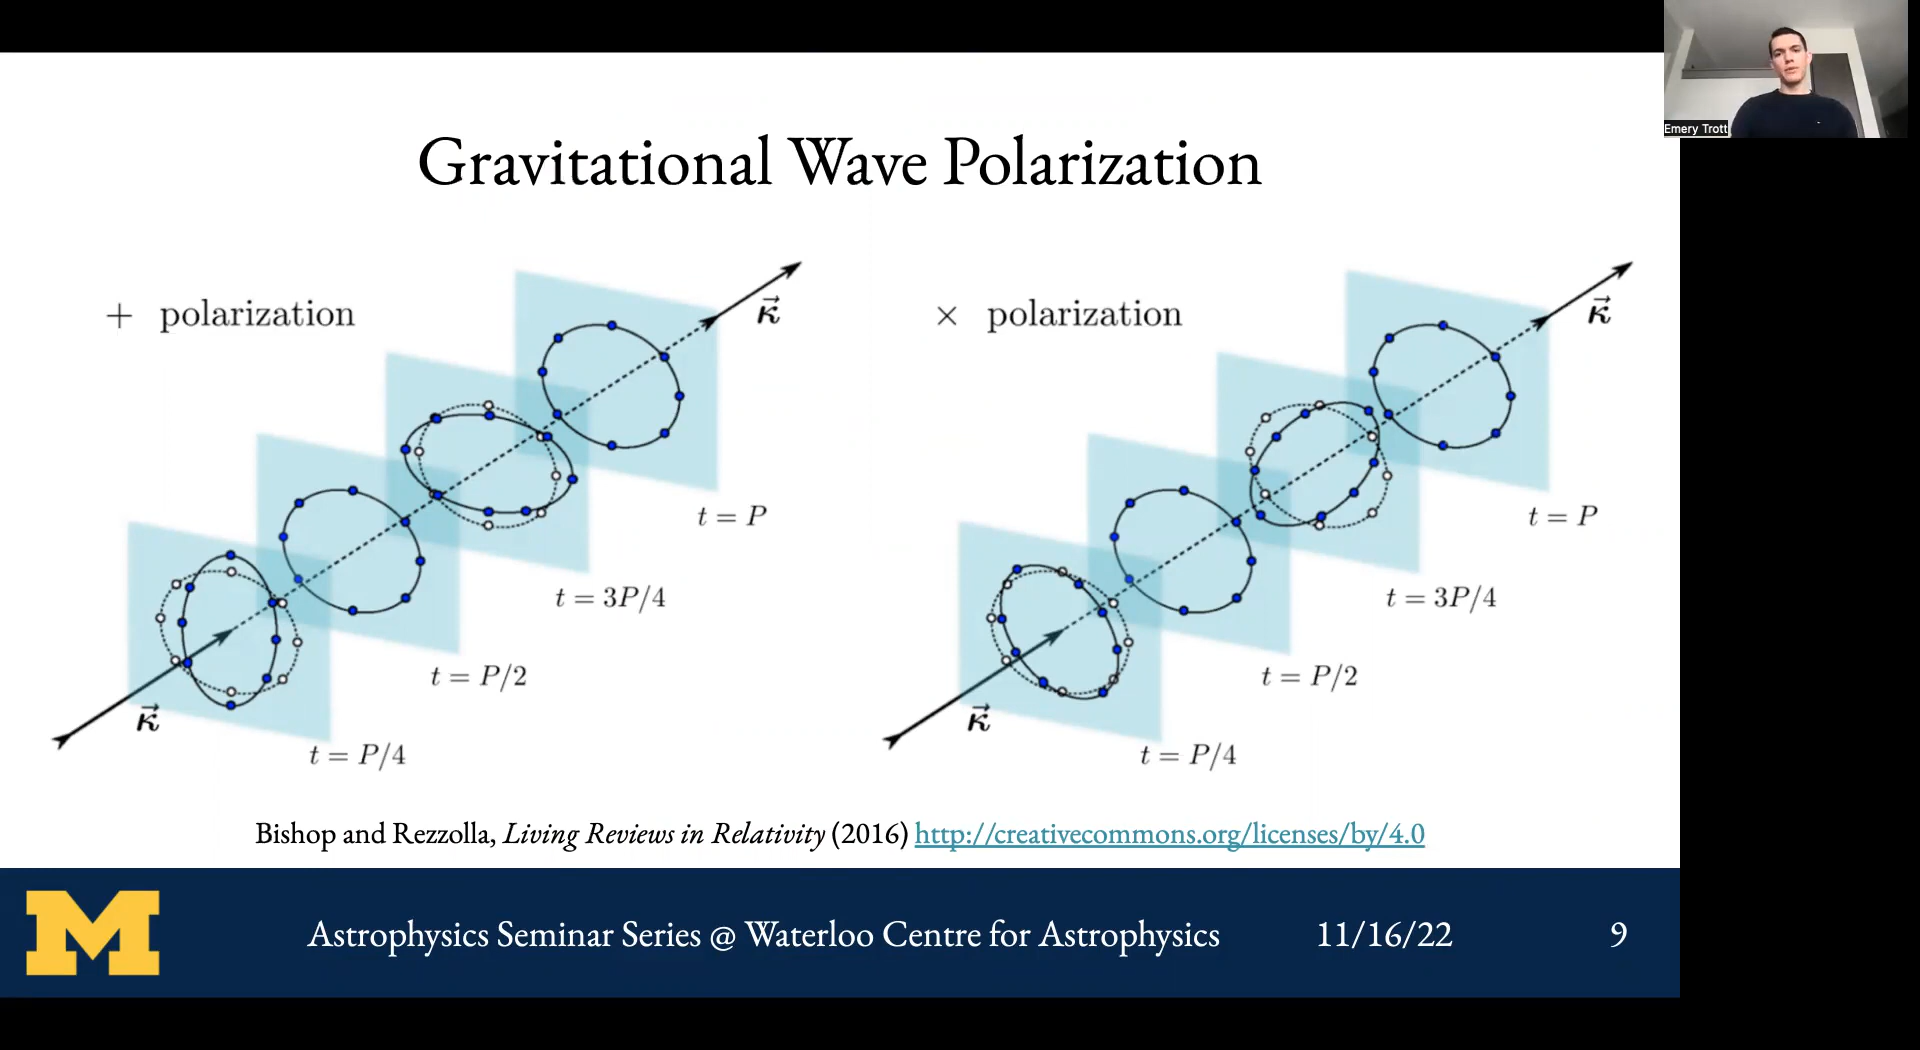 Emery Trott
Gravitational Wave Polarization
+ polarization
κ⃗
t = P
t = 3P/4
t = P/2
κ⃗
t = P/4
× polarization
κ⃗
t = P
t = 3P/4
t = P/2
κ⃗
t = P/4
Bishop and Rezzolla, Living Reviews in Relativity (2016) http://creativecommons.org/licenses/by/4.0
M
Astrophysics Seminar Series @ Waterloo Centre for Astrophysics 11/16/22 9